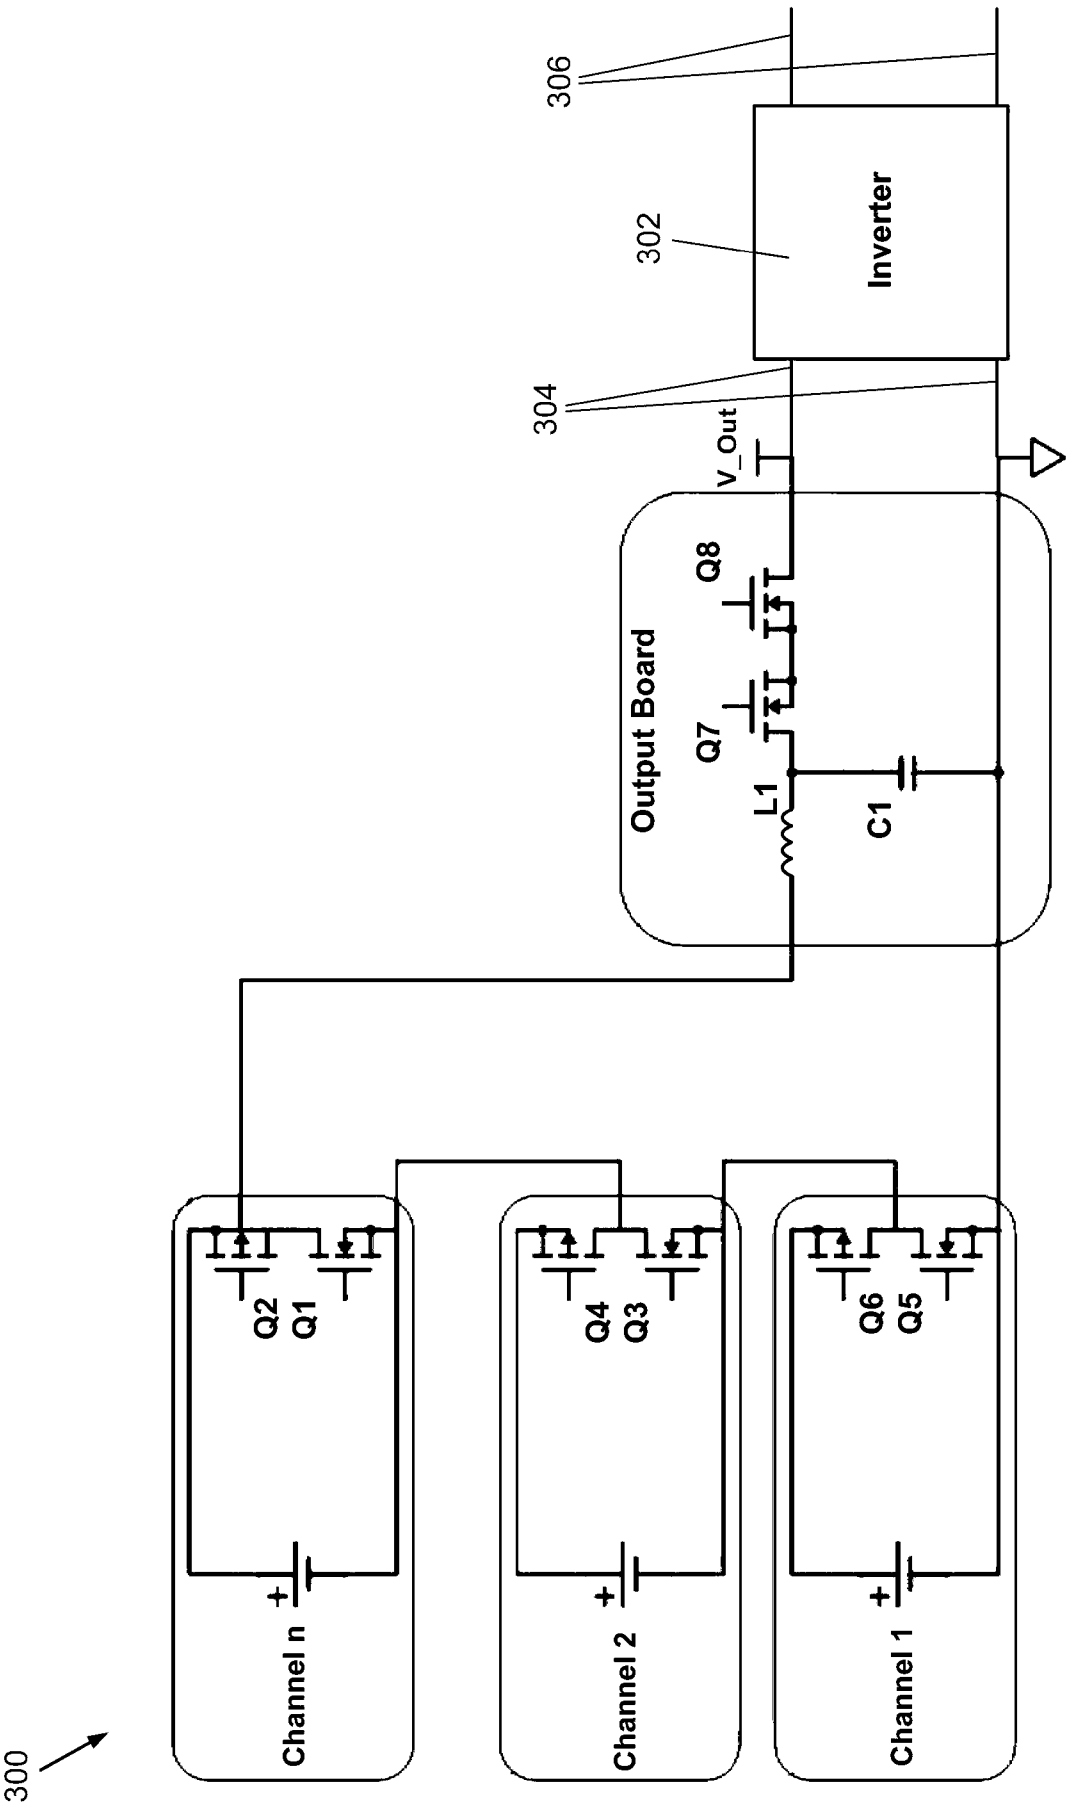 300
Channel n
+
Q2
Q1
Channel 2
+
Q4
Q3
Channel 1
+
Q6
Q5
Output Board
L1
C1
Q7
Q8
V_Out
304
302
Inverter
306